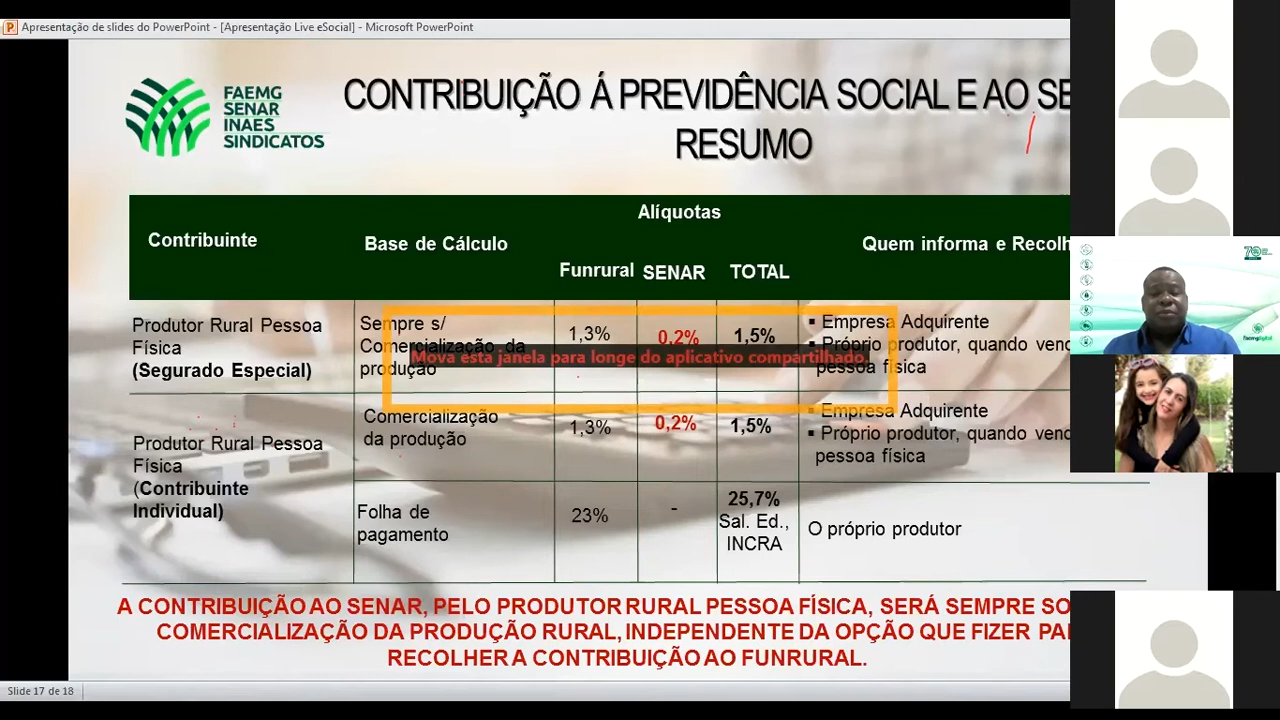 Apresentação de slides do PowerPoint - [Apresentação Live eSocial] - Microsoft PowerPoint
FAEMG
SENAR
INAES
SINDICATOS
CONTRIBUIÇÃO Á PREVIDÊNCIA SOCIAL E AO SE
RESUMO
Contribuinte
Base de Cálculo
Alíquotas
Funrural SENAR TOTAL
Quem informa e Recolh
Produtor Rural Pessoa
Física
(Segurado Especial)
Sempre s/
Comercialização da
produção
1,3%
0,2%
1,5%
▪ Empresa Adquirente
▪ Próprio produtor, quando vend
pessoa física
Mova esta janela para longe do aplicativo compartilhado.
Produtor Rural Pessoa
Física
(Contribuinte
Individual)
Comercialização
da produção
1,3%
0,2%
1,5%
▪ Empresa Adquirente
▪ Próprio produtor, quando vend
pessoa física
Folha de
pagamento
23%
-
25,7%
Sal. Ed.,
INCRA
O próprio produtor
A CONTRIBUIÇÃO AO SENAR, PELO PRODUTOR RURAL PESSOA FÍSICA, SERÁ SEMPRE SO
COMERCIALIZAÇÃO DA PRODUÇÃO RURAL, INDEPENDENTE DA OPÇÃO QUE FIZER PA
RECOLHER A CONTRIBUIÇÃO AO FUNRURAL.
Slide 17 de 18
70
faemgdigital